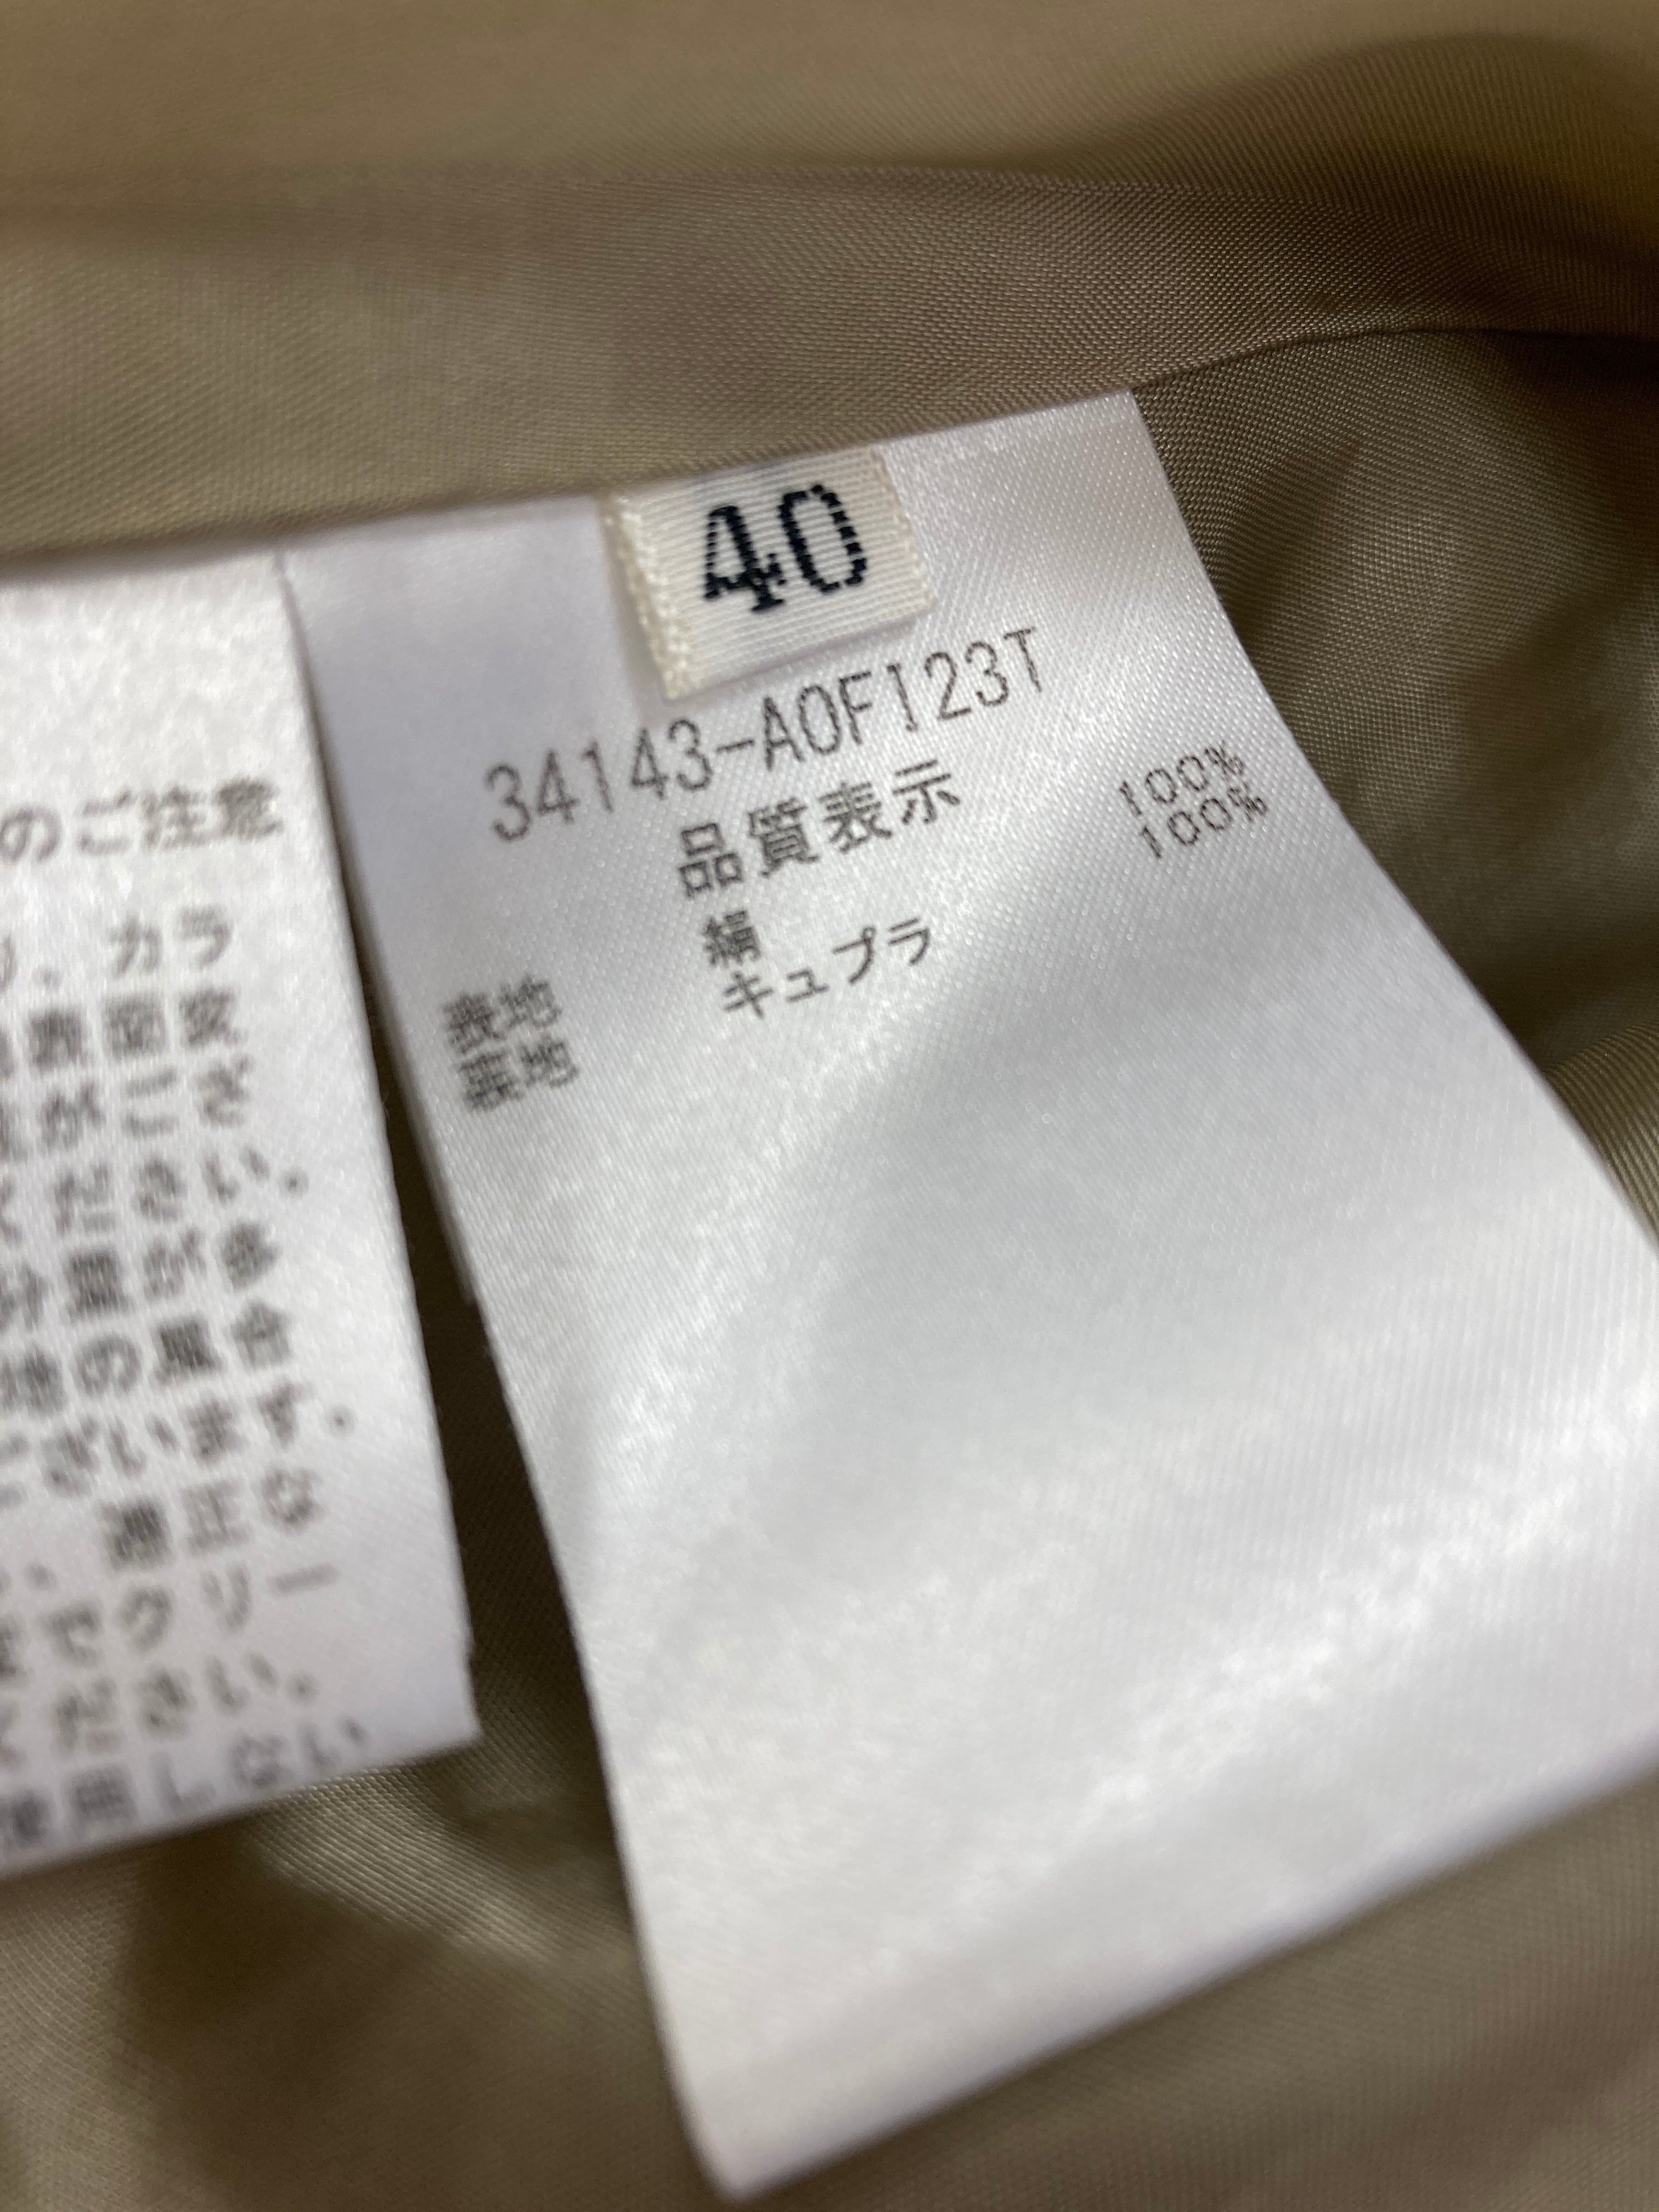 のご注意
、カラ
表面変
がござ
ください。
分量が多
地の風合
ございます。
、適正な
でクリー
ください。
使用しない
40
34143-A0F123T
品質表示
表地 絹 100%
裏地 キュプラ 100%